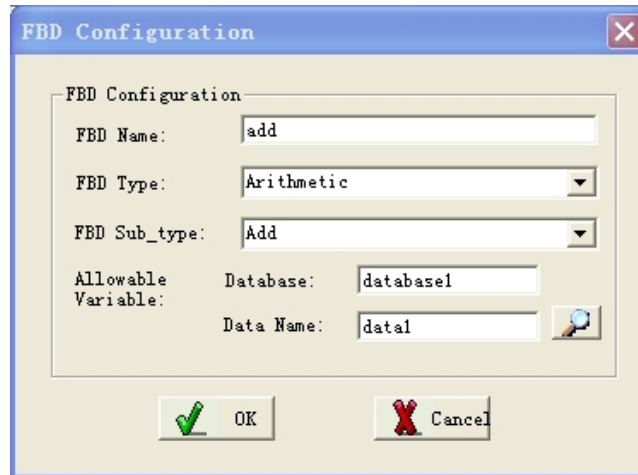 FBD Configuration
FBD Configuration
FBD Name: add
FBD Type: Arithmetic
FBD Sub_type: Add
Allowable Variable:
Database: database1
Data Name: data1
OK Cancel